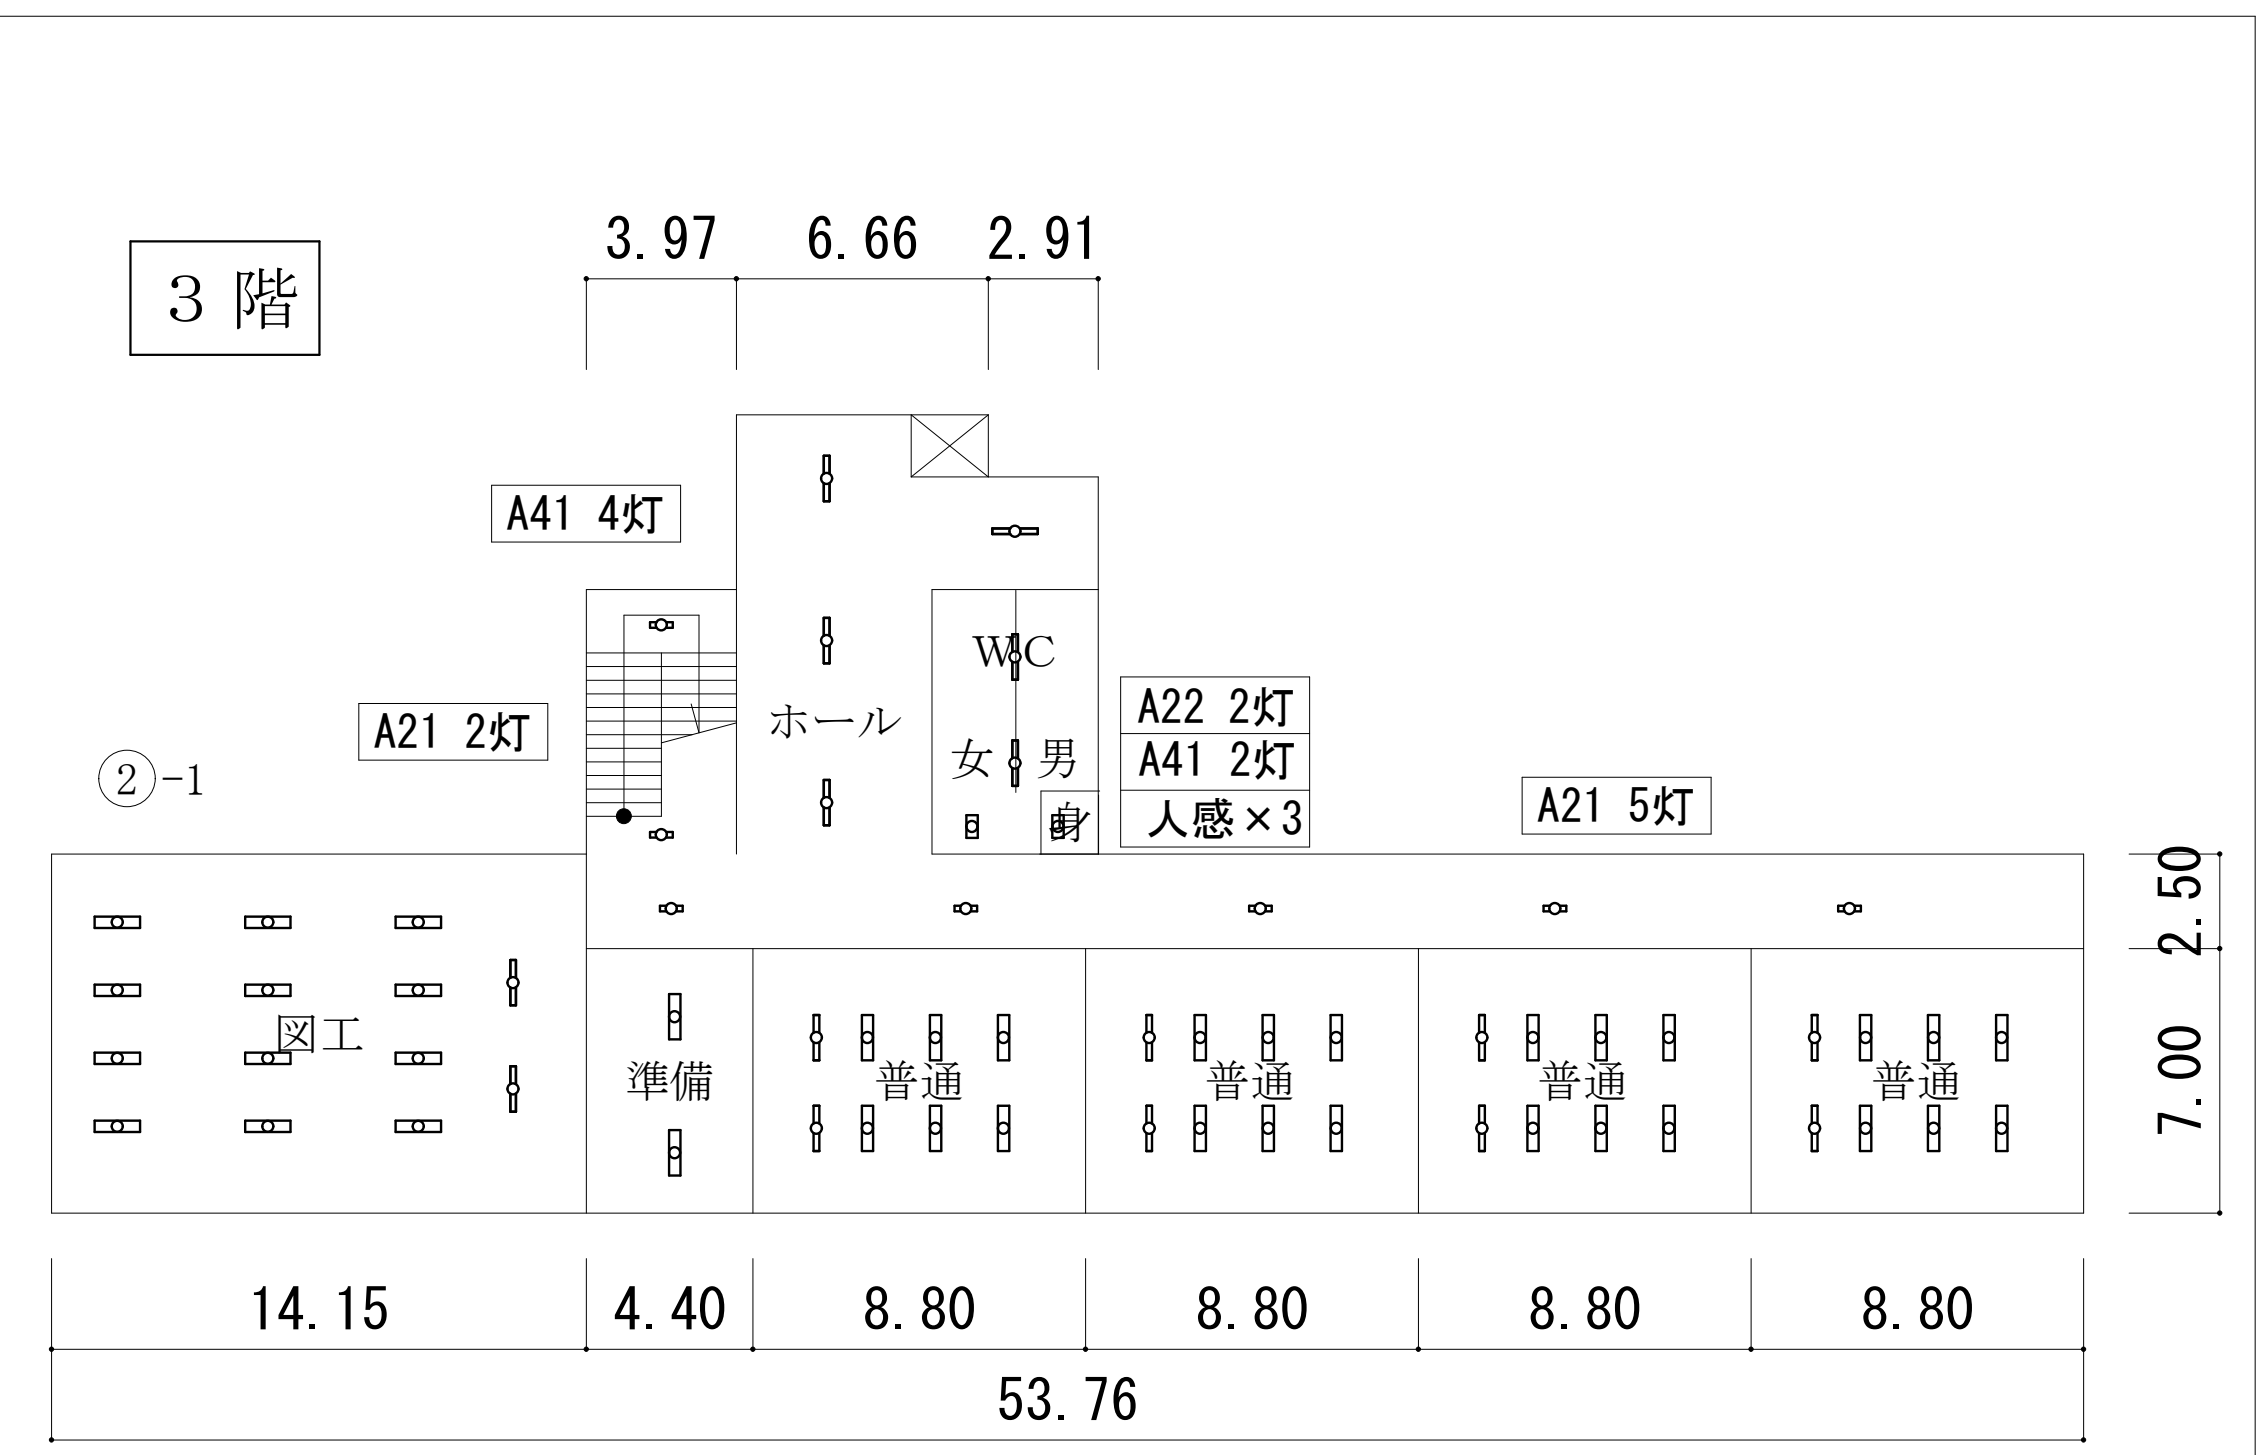 3.97 6.66 2.91
3階
A41 4灯
WC
A22 2灯
A21 2灯
ホール
A41 2灯
女 男
②-1
人感×3
身
A21 5灯
2.50
図工
準備 普通 普通 普通 普通
7.00
14.15 4.40 8.80 8.80 8.80 8.80
53.76